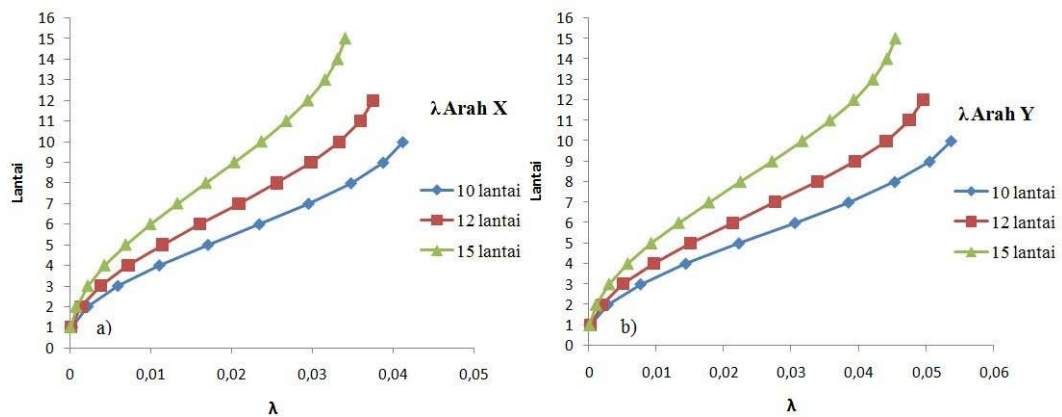 16
15
14
13
12
11
10
9
8
7
6
5
4
3
2
1
0
Lantai
0 0,01 0,02 0,03 0,04 0,05
λ
a)
λ Arah X
10 lantai
12 lantai
15 lantai
16
15
14
13
12
11
10
9
8
7
6
5
4
3
2
1
0
Lantai
0 0,01 0,02 0,03 0,04 0,05 0,06
λ
b)
λ Arah Y
10 lantai
12 lantai
15 lantai